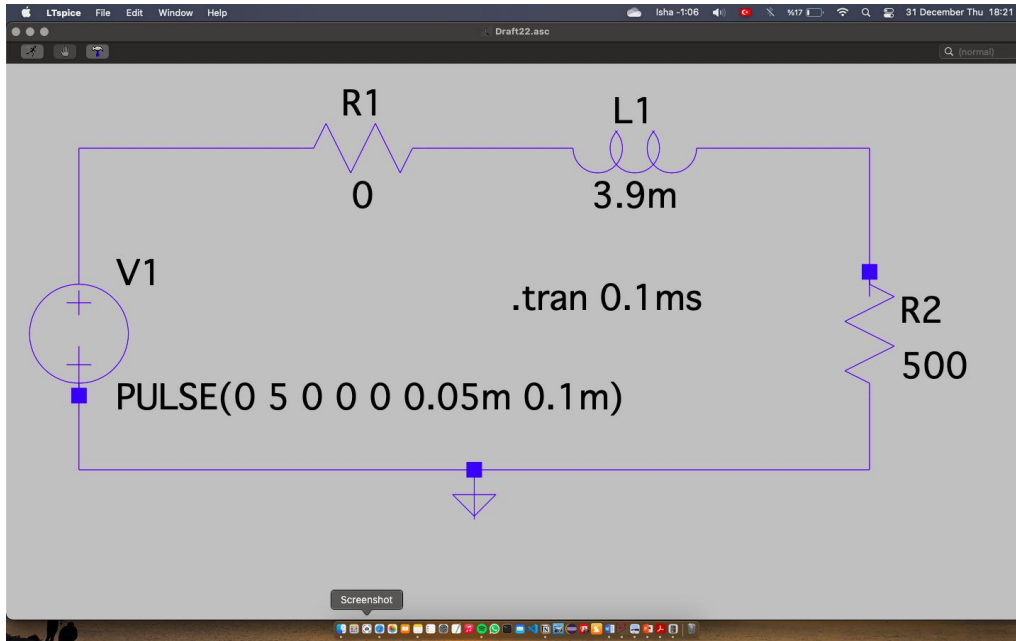 LTspice File Edit Window Help Isha -1:06 %17 31 December Thu 18:21
Draft22.asc
(normal)
R1
L1
0
3.9m
V1
.tran 0.1ms
R2
500
PULSE(0 5 0 0 0 0.05m 0.1m)
Screenshot